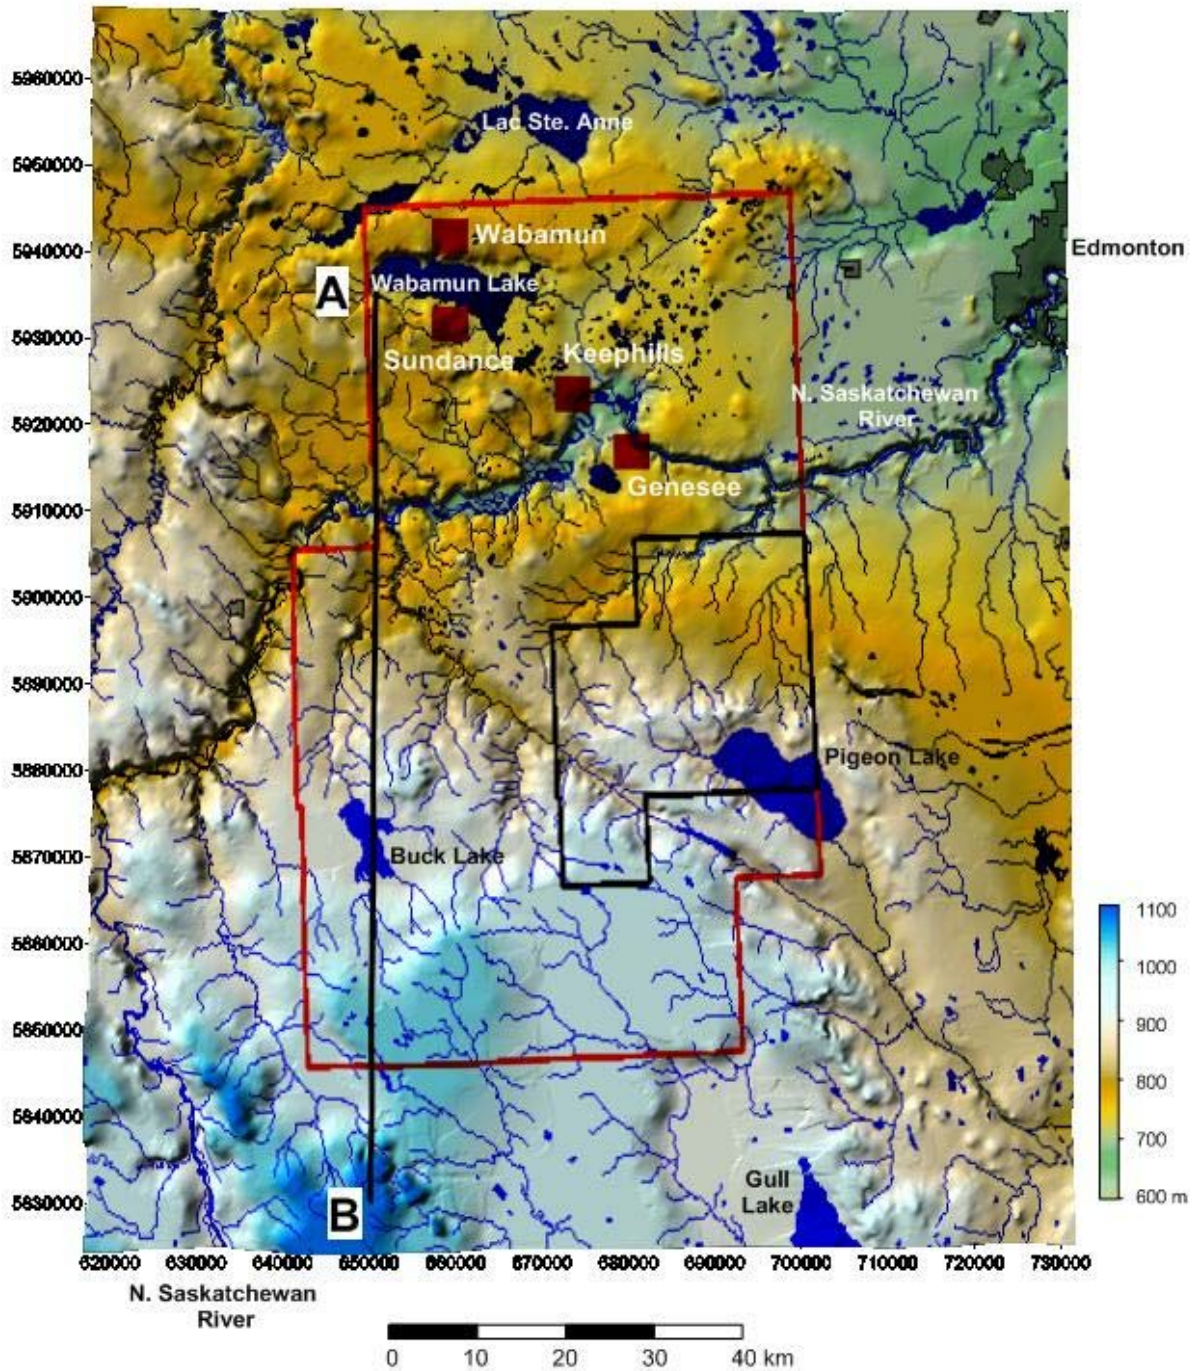 5960000
Lac Ste. Anne
5950000
Wabamun
5940000
Edmonton
A
Wabamun Lake
5930000
Sundance
Keephills
N. Saskatchewan
River
5920000
Genesee
5910000
5900000
5890000
5880000
Pigeon Lake
5870000
Buck Lake
5860000
5850000
5840000
5830000
B
Gull
Lake
1100
1000
900
800
700
600 m
620000 630000 640000 650000 660000 670000 680000 690000 700000 710000 720000 730000
N. Saskatchewan
River
0 10 20 30 40 km